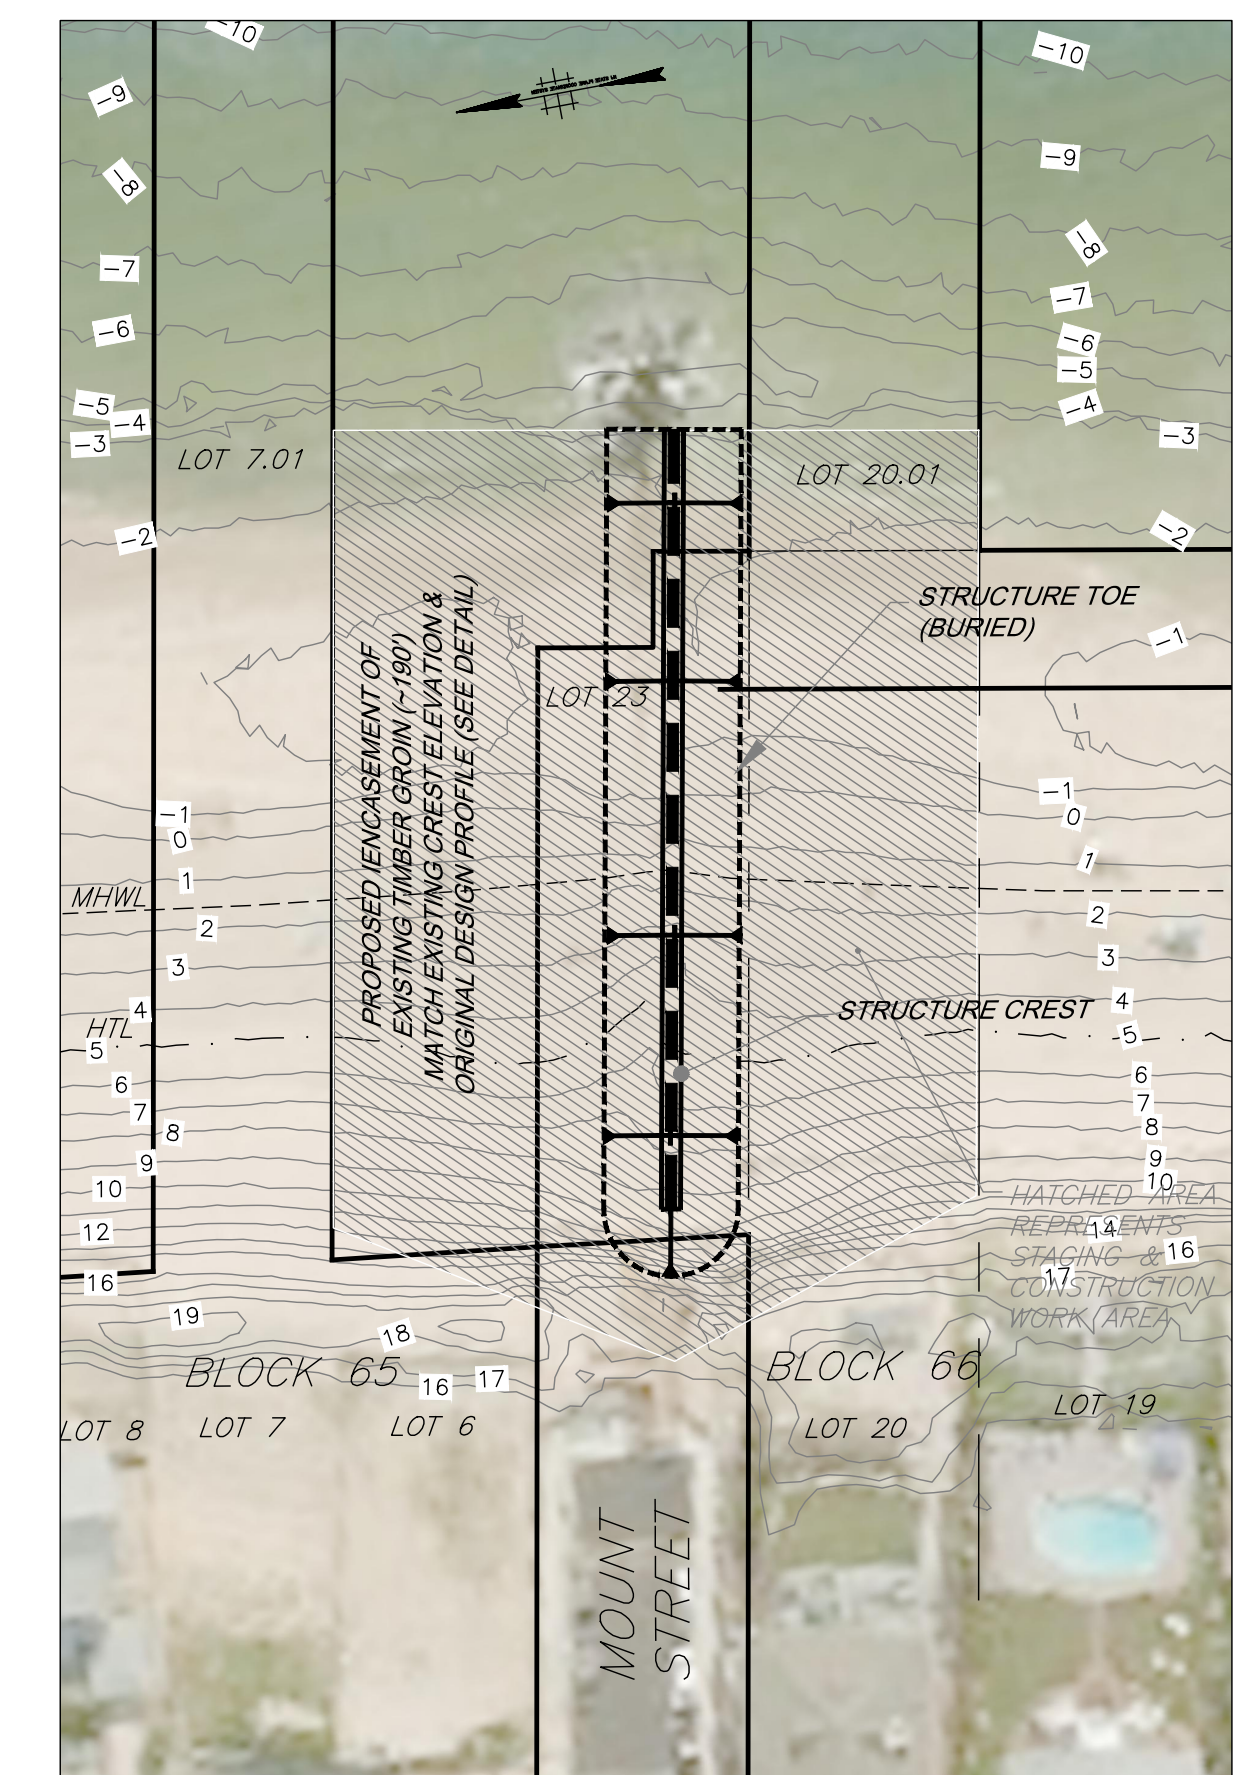 -10
-10
-9
-9
-8
-8
-7
-7
-6
-6
-5
-5
-4
-4
-3
-3
LOT 7.01
LOT 20.01
-2
-2
STRUCTURE TOE
(BURIED)
-1
PROPOSED ENCASEMENT OF
EXISTING TIMBER GROIN (~190')
MATCH EXISTING CREST ELEVATION &
ORIGINAL DESIGN PROFILE (SEE DETAIL)
LOT 23
-1
-1
0
0
1
1
MHWL
2
2
3
3
4
4
HTL
STRUCTURE CREST
5
5
6
6
7
7
8
8
9
9
10
10
HATCHED AREA
REPRESENTS
STAGING &
CONSTRUCTION
WORK AREA
12
14
16
16
17
19
18
BLOCK 65
BLOCK 66
16
17
LOT 8
LOT 7
LOT 6
LOT 20
LOT 19
MOUNT
STREET